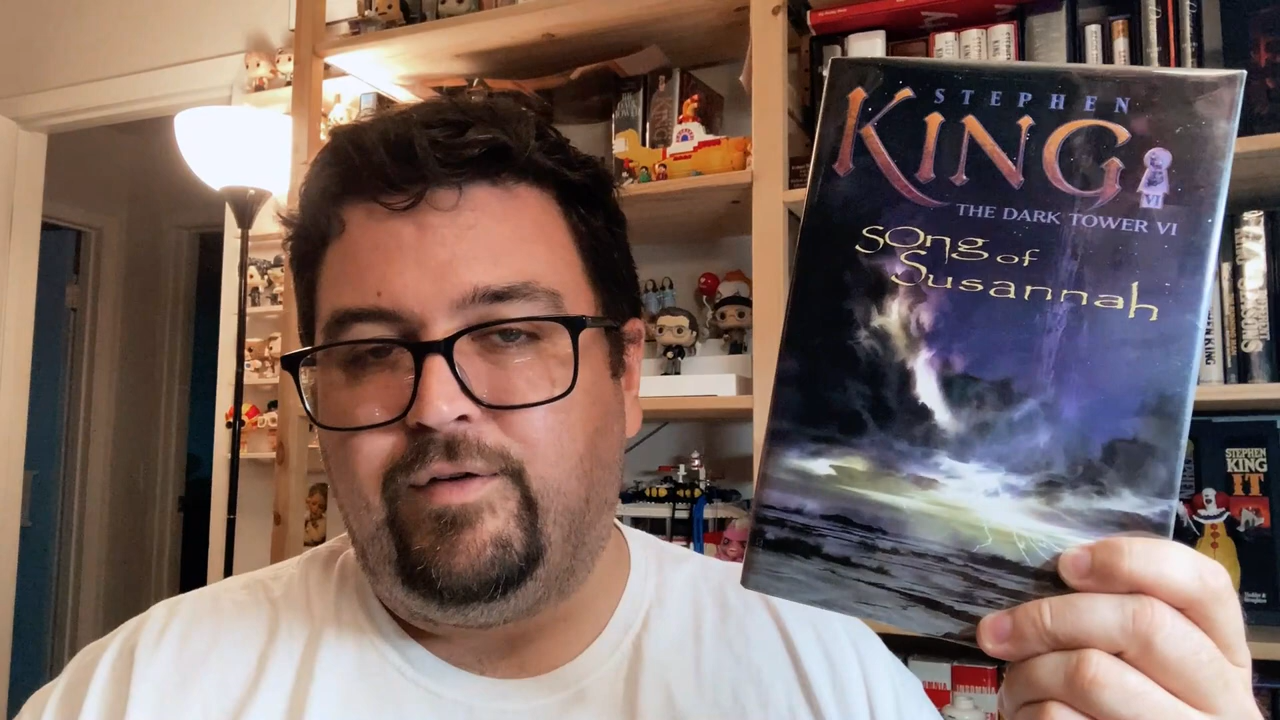 STEPHEN
KING
VI
THE DARK TOWER VI
Song of
Susannah
STEPHEN
KING
IT